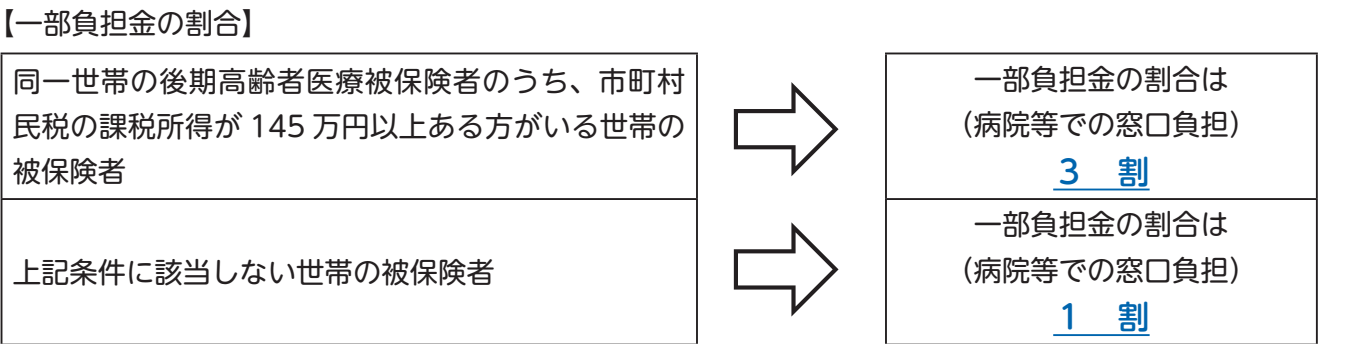 【一部負担金の割合】
同一世帯の後期高齢者医療被保険者のうち、市町村
民税の課税所得が 145 万円以上ある方がいる世帯の
被保険者
一部負担金の割合は
（病院等での窓口負担）
3　割
上記条件に該当しない世帯の被保険者
一部負担金の割合は
（病院等での窓口負担）
1　割